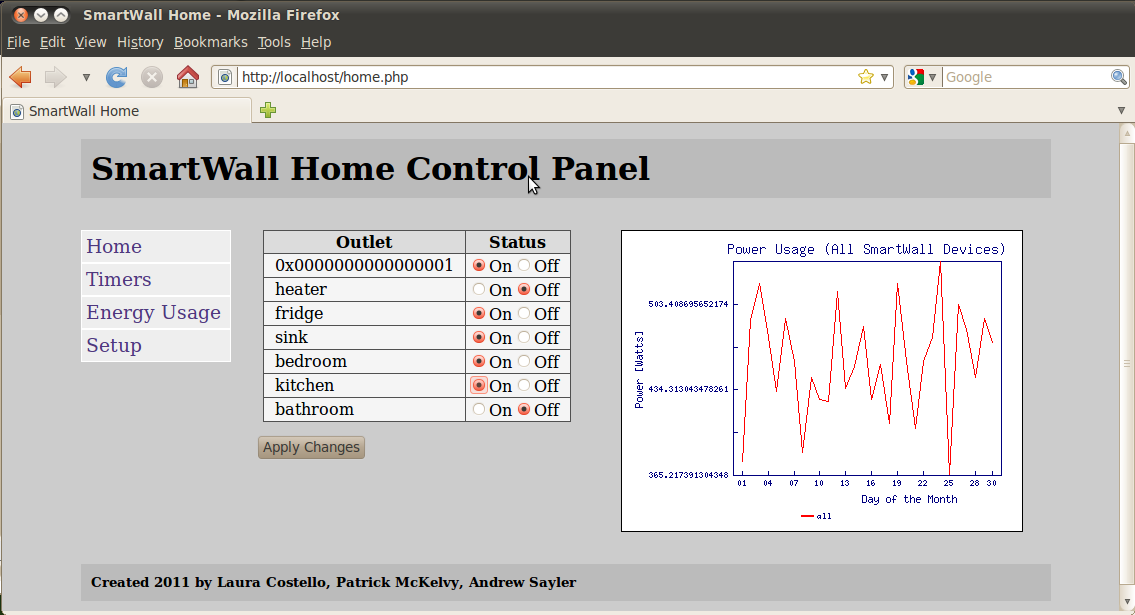 SmartWall Home - Mozilla Firefox
File Edit View History Bookmarks Tools Help
http://localhost/home.php
Google
SmartWall Home
SmartWall Home Control Panel
Home
Timers
Energy Usage
Setup
Outlet Status
0x0000000000000001 On Off
heater On Off
fridge On Off
sink On Off
bedroom On Off
kitchen On Off
bathroom On Off
Apply Changes
Power Usage (All SmartWall Devices)
503.408695652174
434.313043478261
365.217391304348
Power [Watts]
01 04 07 10 13 16 19 22 25 28 30
Day of the Month
all
Created 2011 by Laura Costello, Patrick McKelvy, Andrew Sayler